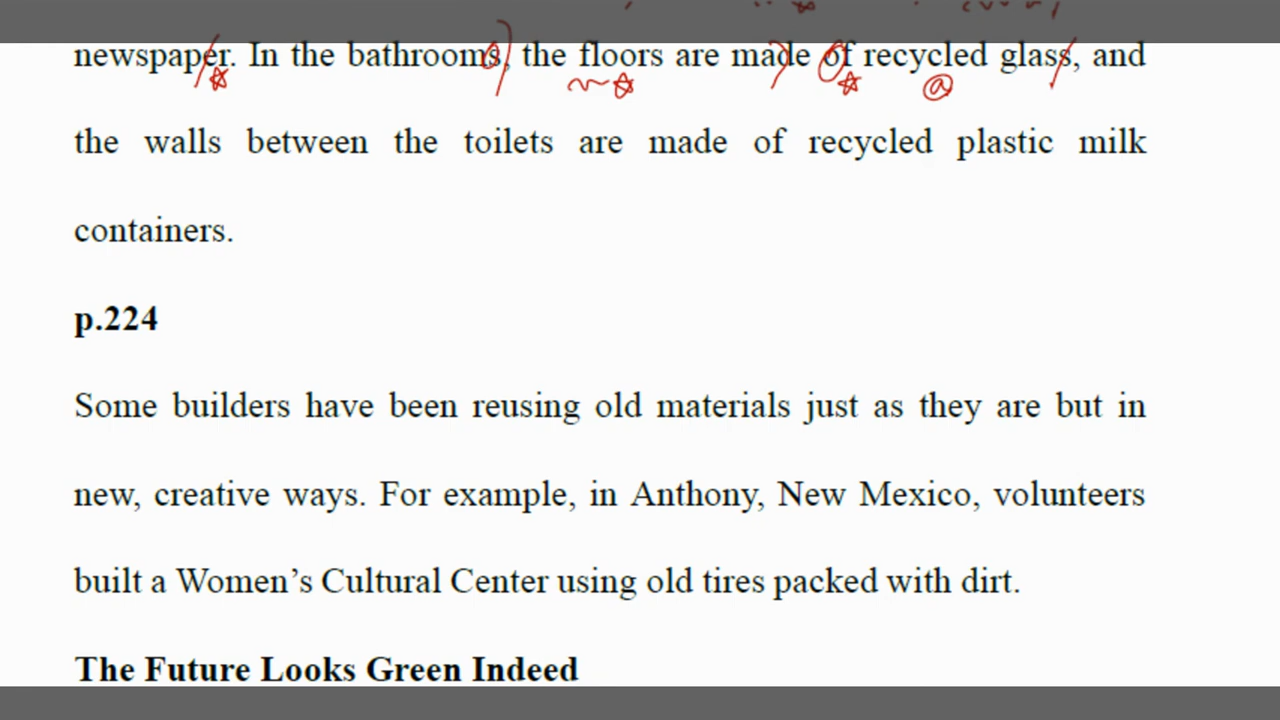 newspaper. In the bathrooms, the floors are made of recycled glass, and
the walls between the toilets are made of recycled plastic milk
containers.
p.224
Some builders have been reusing old materials just as they are but in
new, creative ways. For example, in Anthony, New Mexico, volunteers
built a Women’s Cultural Center using old tires packed with dirt.
The Future Looks Green Indeed